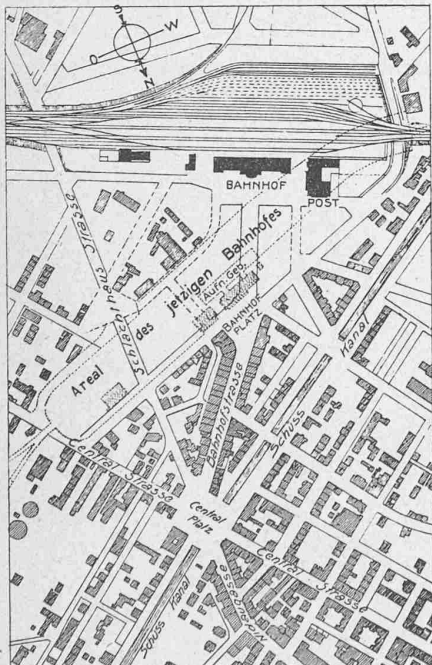 S
W
O
N
BAHNHOF
POST
Schlachthaus Strasse
Areal des jetzigen Bahnhofes
Aufn. Geb.
BAHNHOF
PLATZ
Kanal
Schuss
Bahnhofstrasse
Central Strasse
Central
Platz
Central Strasse
Schuss Kanal